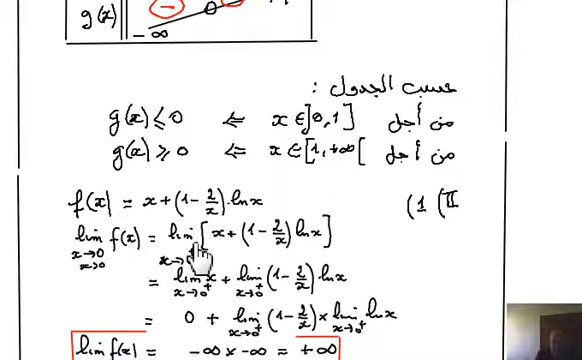 g(x)
−
0
−∞
حسب الجدول :
من أجل x ∈ ]0,1] ⇐ g(x) ≤ 0
من أجل x ∈ [1,+∞[ ⇐ g(x) ≥ 0
II) 1) f(x) = x + (1 − 2/x) . ln x
lim x→0 x>0 f(x) = lim [ x + (1 − 2/x) ln x ]
= lim x→0⁺ x + lim x→0⁺ (1 − 2/x) . ln x
= 0 + lim x→0⁺ (1 − 2/x) × lim x→0⁺ ln x
lim f(x) = −∞ × −∞ = +∞